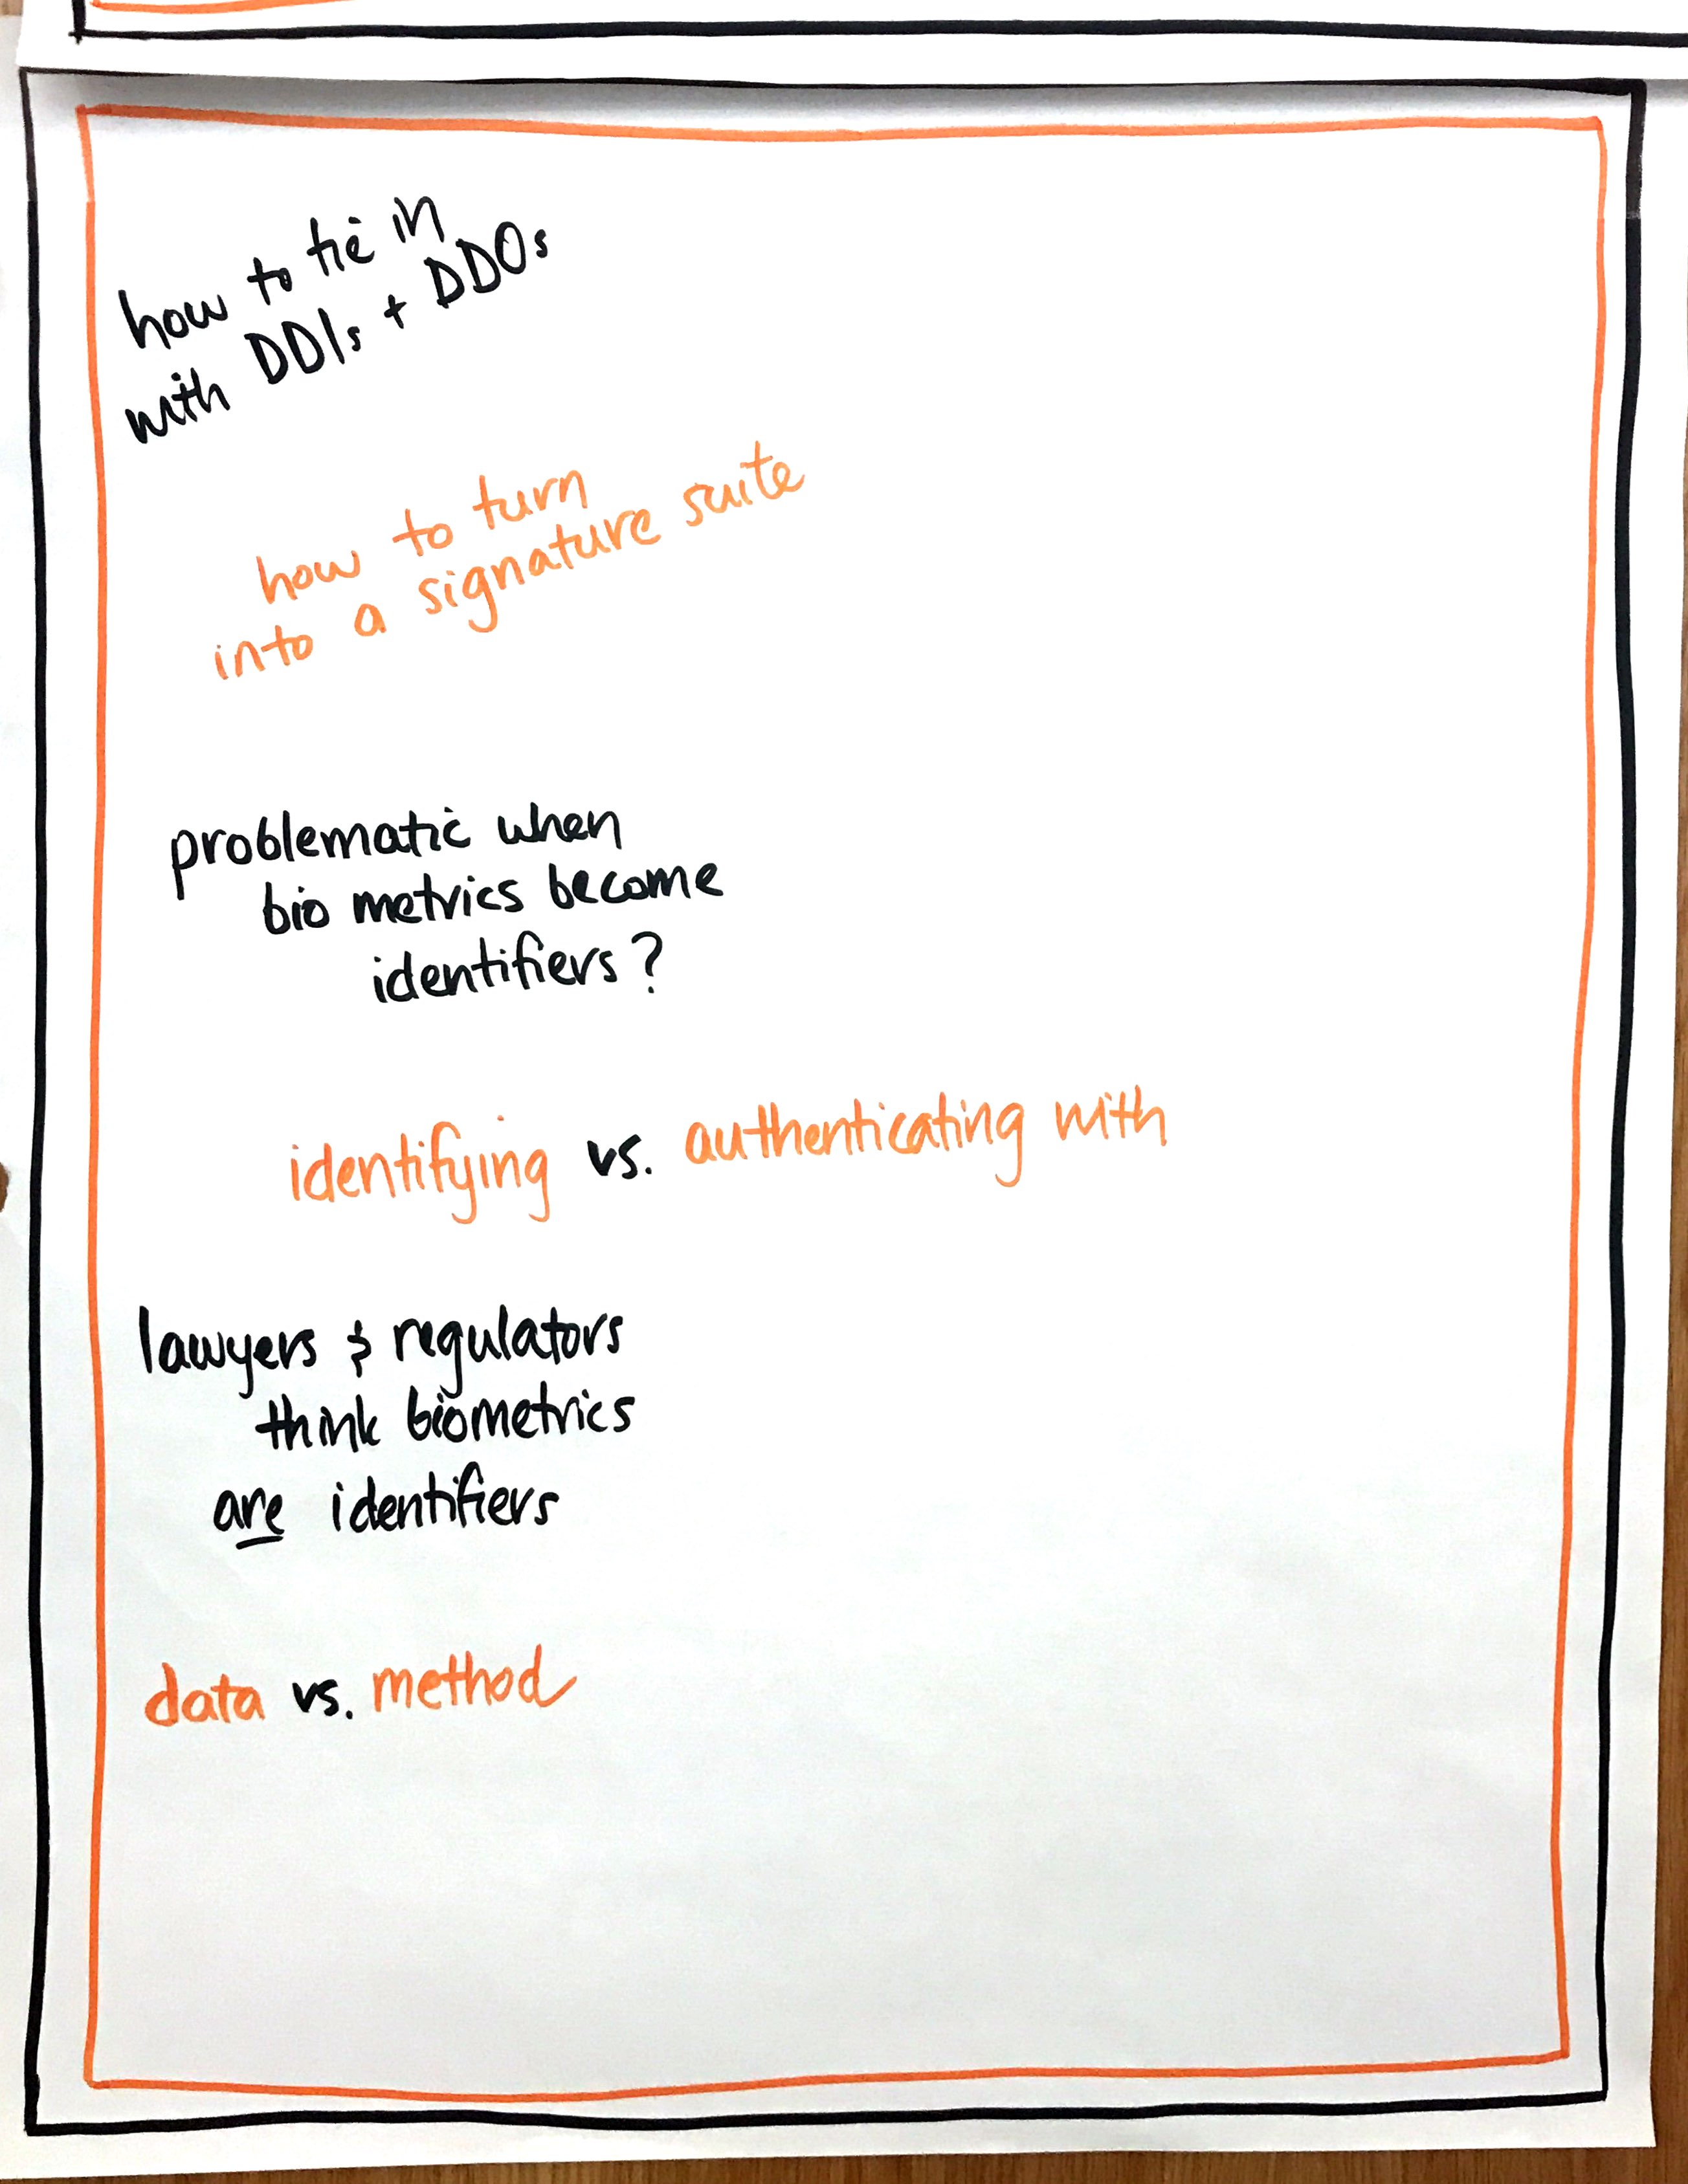 how to tie in
with DDIs + DDOs
how to turn
into a signature suite
problematic when
bio metrics become
identifiers?
identifying vs. authenticating with
lawyers & regulators
think biometrics
are identifiers
data vs. method